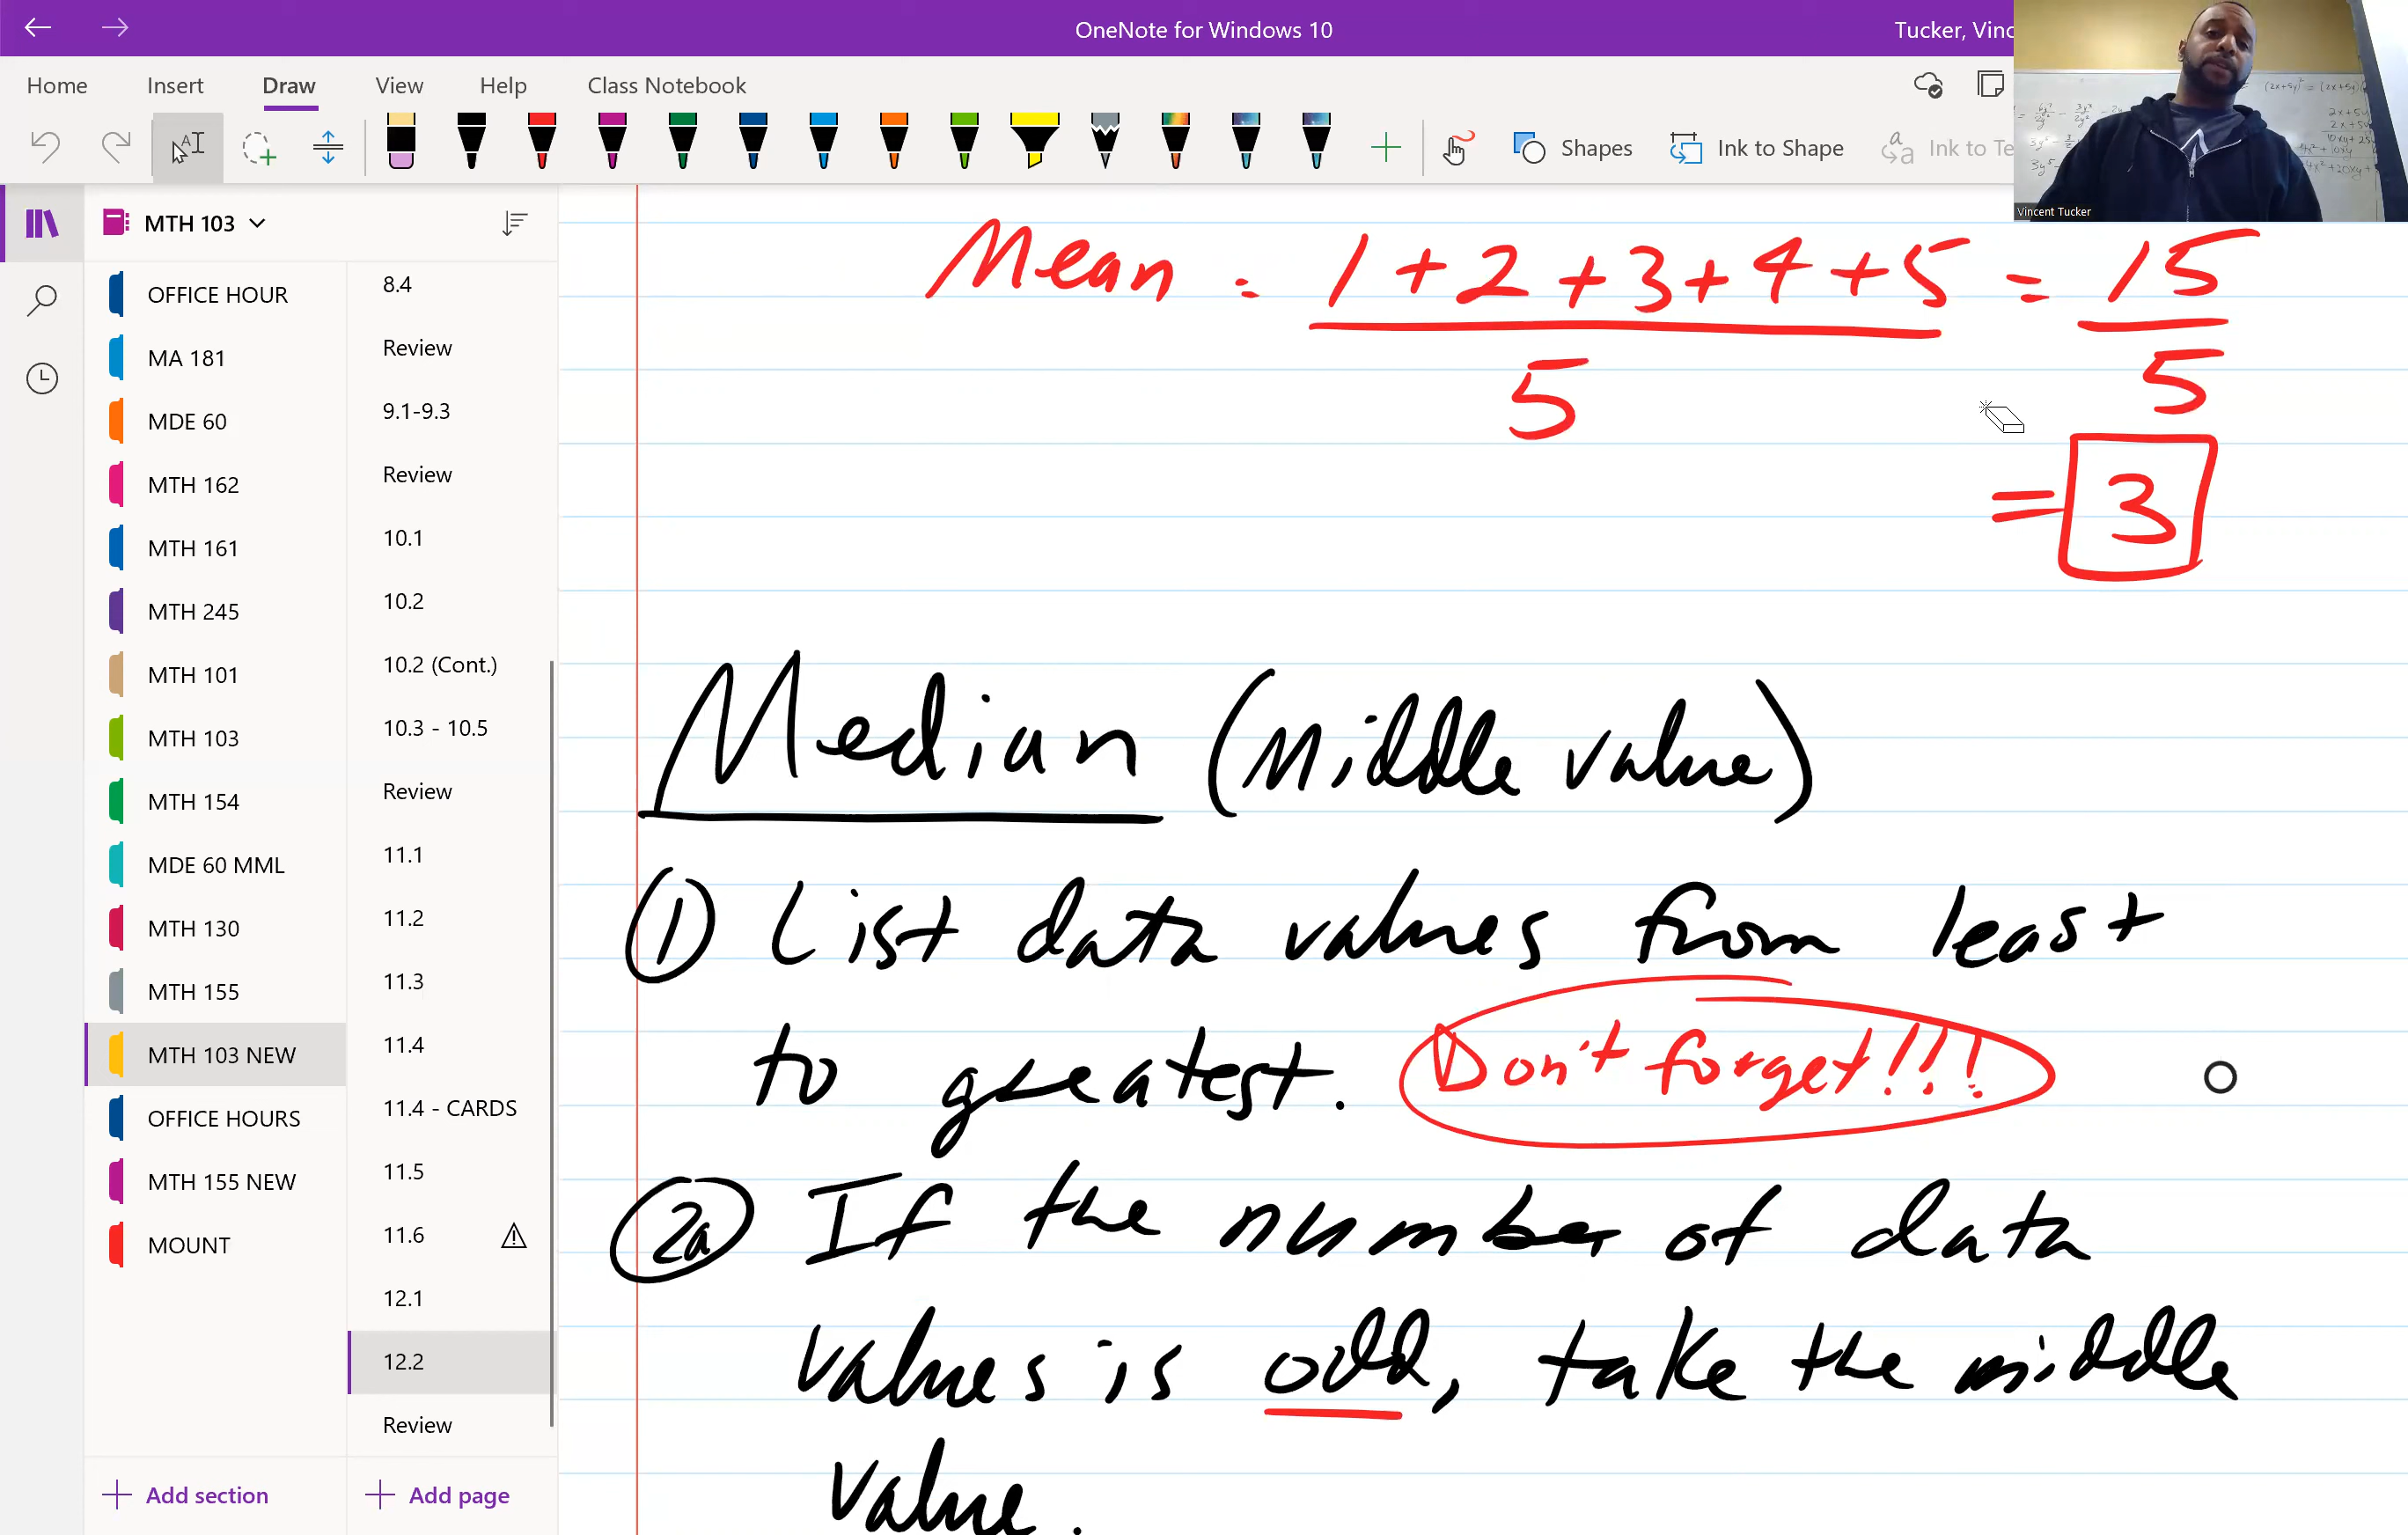 OneNote for Windows 10
Tucker, Vinc
Home Insert Draw View Help Class Notebook
Shapes Ink to Shape Ink to Te
MTH 103
OFFICE HOUR
MA 181
MDE 60
MTH 162
MTH 161
MTH 245
MTH 101
MTH 103
MTH 154
MDE 60 MML
MTH 130
MTH 155
MTH 103 NEW
OFFICE HOURS
MTH 155 NEW
MOUNT
Add section
8.4
Review
9.1-9.3
Review
10.1
10.2
10.2 (Cont.)
10.3 - 10.5
Review
11.1
11.2
11.3
11.4
11.4 - CARDS
11.5
11.6
12.1
12.2
Review
Add page
Vincent Tucker
Mean = 1 + 2 + 3 + 4 + 5 = 15
5 5
= 3
Median (Middle value)
1 List data values from least
to greatest. Don't forget!!!
2a If the number of data
values is odd, take the middle
value.